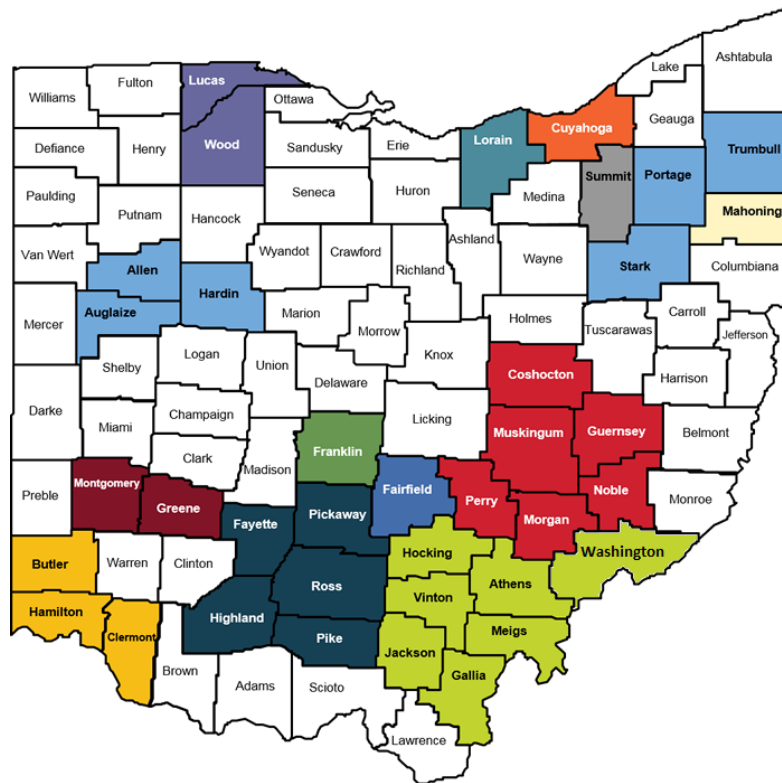 Ashtabula
Lake
Fulton
Lucas
Williams
Ottawa
Geauga
Cuyahoga
Lorain
Erie
Defiance
Henry
Wood
Sandusky
Trumbull
Summit
Portage
Huron
Medina
Seneca
Paulding
Putnam
Hancock
Mahoning
Ashland
Van Wert
Wyandot
Crawford
Wayne
Richland
Stark
Columbiana
Allen
Hardin
Auglaize
Mercer
Marion
Morrow
Holmes
Carroll
Tuscarawas
Jefferson
Logan
Union
Knox
Shelby
Coshocton
Harrison
Delaware
Darke
Champaign
Licking
Miami
Muskingum
Guernsey
Belmont
Franklin
Clark
Madison
Montgomery
Preble
Greene
Fairfield
Perry
Noble
Monroe
Pickaway
Fayette
Morgan
Hocking
Washington
Butler
Warren
Clinton
Athens
Ross
Vinton
Hamilton
Highland
Meigs
Clermont
Pike
Jackson
Gallia
Brown
Adams
Scioto
Lawrence